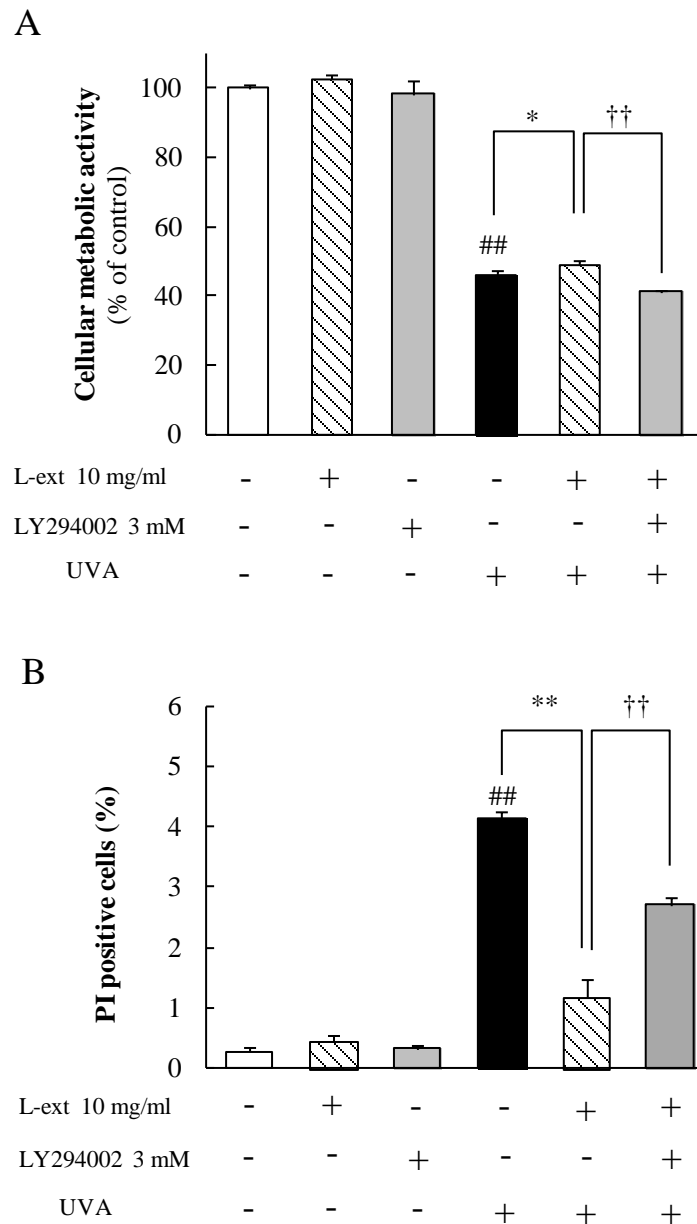 A
Cellular metabolic activity
(% of control)
100
80
60
40
20
0
* ††
##
L-ext 10 mg/ml - + - - + +
LY294002 3 mM - - + - - +
UVA - - - + + +
B
PI positive cells (%)
6
5
4
3
2
1
0
** ††
##
L-ext 10 mg/ml - + - - + +
LY294002 3 mM - - + - - +
UVA - - - + + +